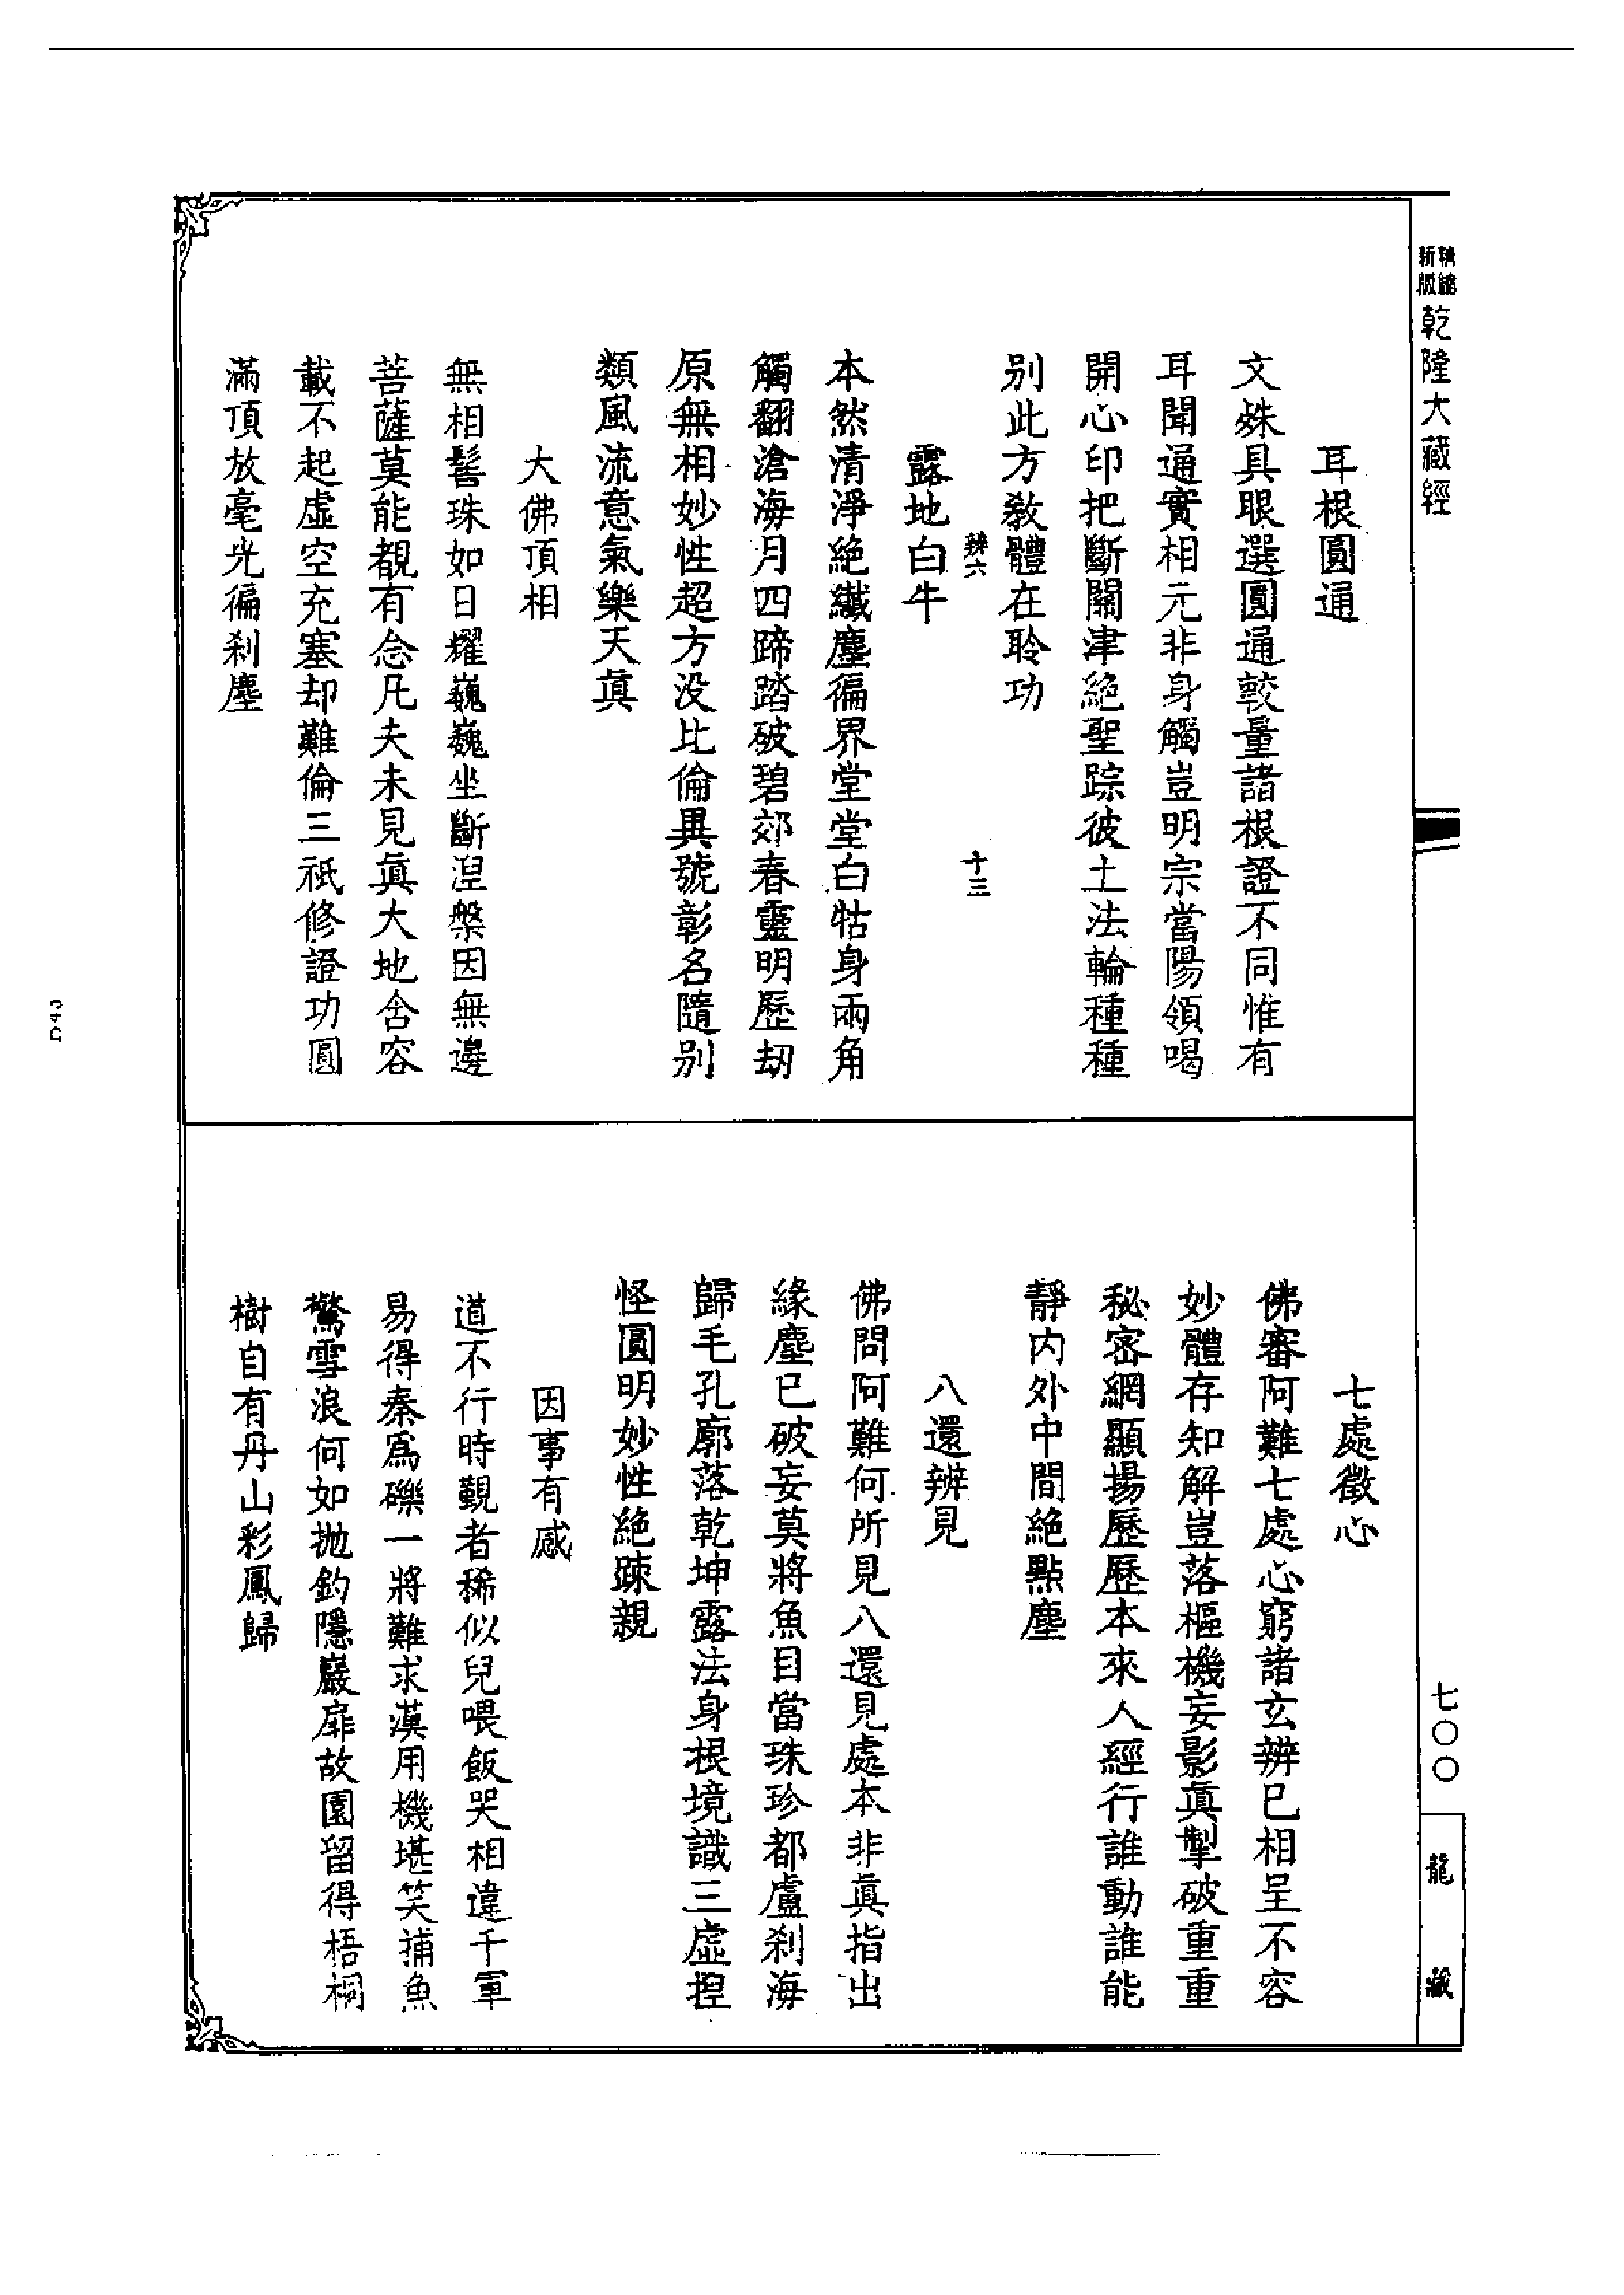 精縮新版
乾隆大藏經
耳根圓通
文殊具眼選圓通較量諸根證不同惟有
耳聞通實相元非身觸豈明宗當陽領喝
開心印把斷關津絕聖踪彼土法輪種種
别此方教體在聆功
十三
露地白牛
本然清淨絶纖塵徧界堂堂白牯身兩角
觸翻滄海月四蹄踏破碧郊春靈明歷劫
原無相妙性超方没比倫異號彰名隨别
類風流意氣樂天真
大佛頂相
無相髻珠如日耀巍巍坐斷涅槃因無邊
菩薩莫能覩有念凡夫未見眞大地含容
載不起虛空充塞却難倫三祇修證功圓
滿頂放毫光徧刹塵
七處徵心
佛審阿難七處心窮諸玄辨已相呈不容
妙體存知解豈落樞機妄影眞掣破重重
秘密網顯揚歷歷本來人經行誰動誰能
靜内外中間絶點塵
八還辨見
佛問阿難何所見八還見處本非眞指出
緣塵已破妄莫將魚目當珠珍都盧刹海
歸毛孔廓落乾坤露法身根境識三虛揑
怪圓明妙性絶疎親
因事有感
道不行時覲者稀似兒喂飯哭相違千軍
易得秦爲礫一將難求漢用機堪笑捕魚
驚雪浪何如抛釣隱巖扉故園留得梧桐
樹自有丹山彩鳳歸
七〇〇
龍藏